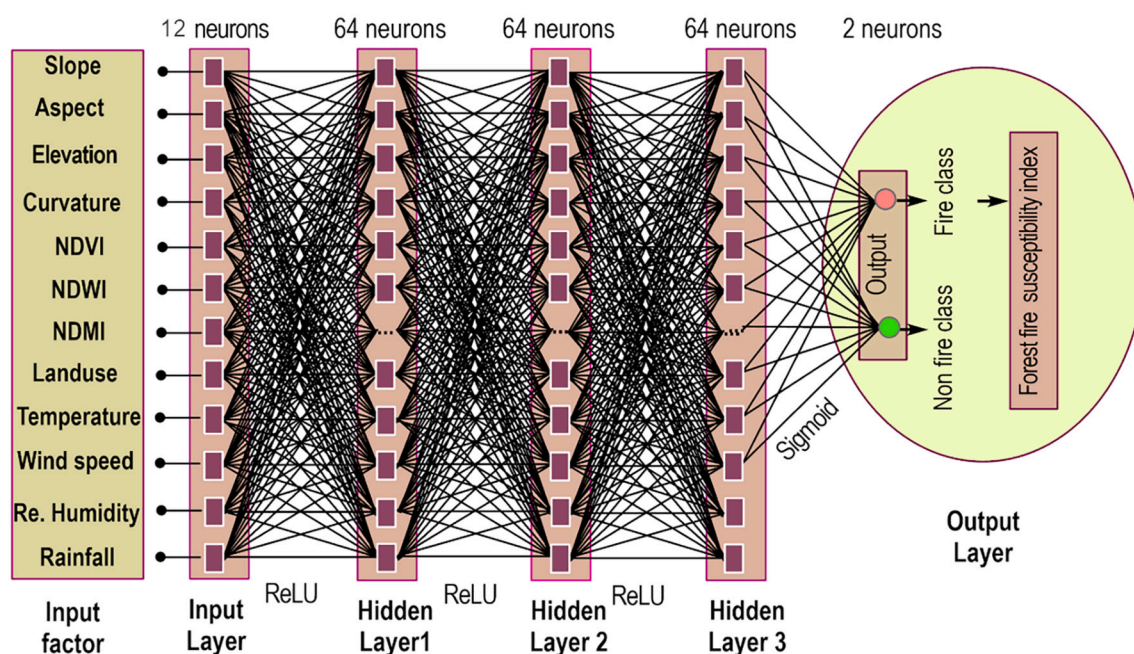 12 neurons
64 neurons
64 neurons
64 neurons
2 neurons
Slope
Aspect
Elevation
Curvature
NDVI
NDWI
NDMI
Landuse
Temperature
Wind speed
Re. Humidity
Rainfall
Input
factor
Input
Layer
ReLU
Hidden
Layer1
ReLU
Hidden
Layer 2
ReLU
Hidden
Layer 3
Sigmoid
Output
Fire class
Non fire class
Forest fire susceptibility index
Output
Layer